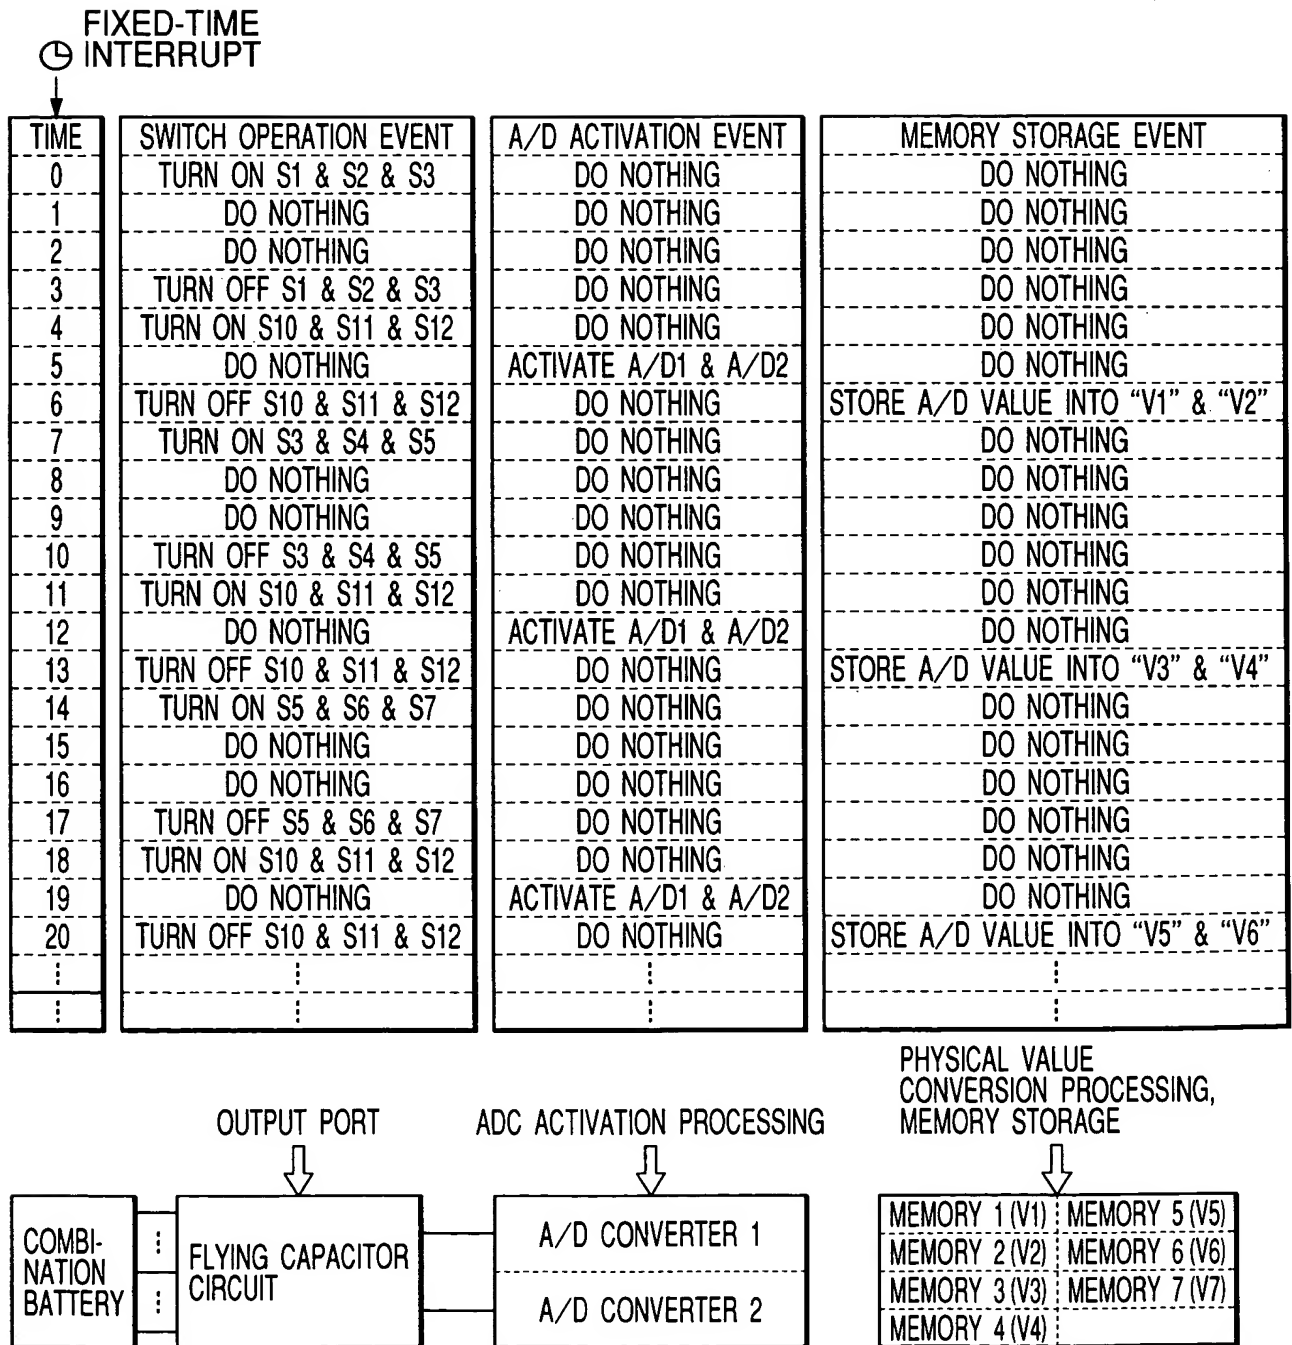 FIXED-TIME
INTERRUPT
TIME SWITCH OPERATION EVENT A/D ACTIVATION EVENT MEMORY STORAGE EVENT
0 TURN ON S1 & S2 & S3 DO NOTHING DO NOTHING
1 DO NOTHING DO NOTHING DO NOTHING
2 DO NOTHING DO NOTHING DO NOTHING
3 TURN OFF S1 & S2 & S3 DO NOTHING DO NOTHING
4 TURN ON S10 & S11 & S12 DO NOTHING DO NOTHING
5 DO NOTHING ACTIVATE A/D1 & A/D2 DO NOTHING
6 TURN OFF S10 & S11 & S12 DO NOTHING STORE A/D VALUE INTO “V1” & “V2”
7 TURN ON S3 & S4 & S5 DO NOTHING DO NOTHING
8 DO NOTHING DO NOTHING DO NOTHING
9 DO NOTHING DO NOTHING DO NOTHING
10 TURN OFF S3 & S4 & S5 DO NOTHING DO NOTHING
11 TURN ON S10 & S11 & S12 DO NOTHING DO NOTHING
12 DO NOTHING ACTIVATE A/D1 & A/D2 DO NOTHING
13 TURN OFF S10 & S11 & S12 DO NOTHING STORE A/D VALUE INTO “V3” & “V4”
14 TURN ON S5 & S6 & S7 DO NOTHING DO NOTHING
15 DO NOTHING DO NOTHING DO NOTHING
16 DO NOTHING DO NOTHING DO NOTHING
17 TURN OFF S5 & S6 & S7 DO NOTHING DO NOTHING
18 TURN ON S10 & S11 & S12 DO NOTHING DO NOTHING
19 DO NOTHING ACTIVATE A/D1 & A/D2 DO NOTHING
20 TURN OFF S10 & S11 & S12 DO NOTHING STORE A/D VALUE INTO “V5” & “V6”
OUTPUT PORT
ADC ACTIVATION PROCESSING
PHYSICAL VALUE
CONVERSION PROCESSING,
MEMORY STORAGE
COMBI-
NATION
BATTERY
FLYING CAPACITOR
CIRCUIT
A/D CONVERTER 1
A/D CONVERTER 2
MEMORY 1 (V1) MEMORY 5 (V5)
MEMORY 2 (V2) MEMORY 6 (V6)
MEMORY 3 (V3) MEMORY 7 (V7)
MEMORY 4 (V4)